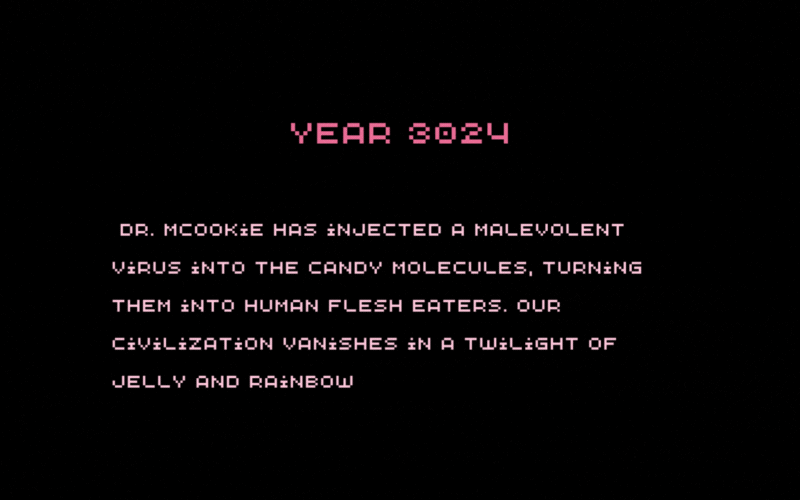 YEAR 3024
DR. MCOOKiE HAS iNJECTED A MALEVOLENT
ViRUS iNTO THE CANDY MOLECULES, TURNiNG
THEM iNTO HUMAN FLESH EATERS. OUR
CiViLiZATiON VANiSHES iN A TWiLiGHT OF
JELLY AND RAiNBOW